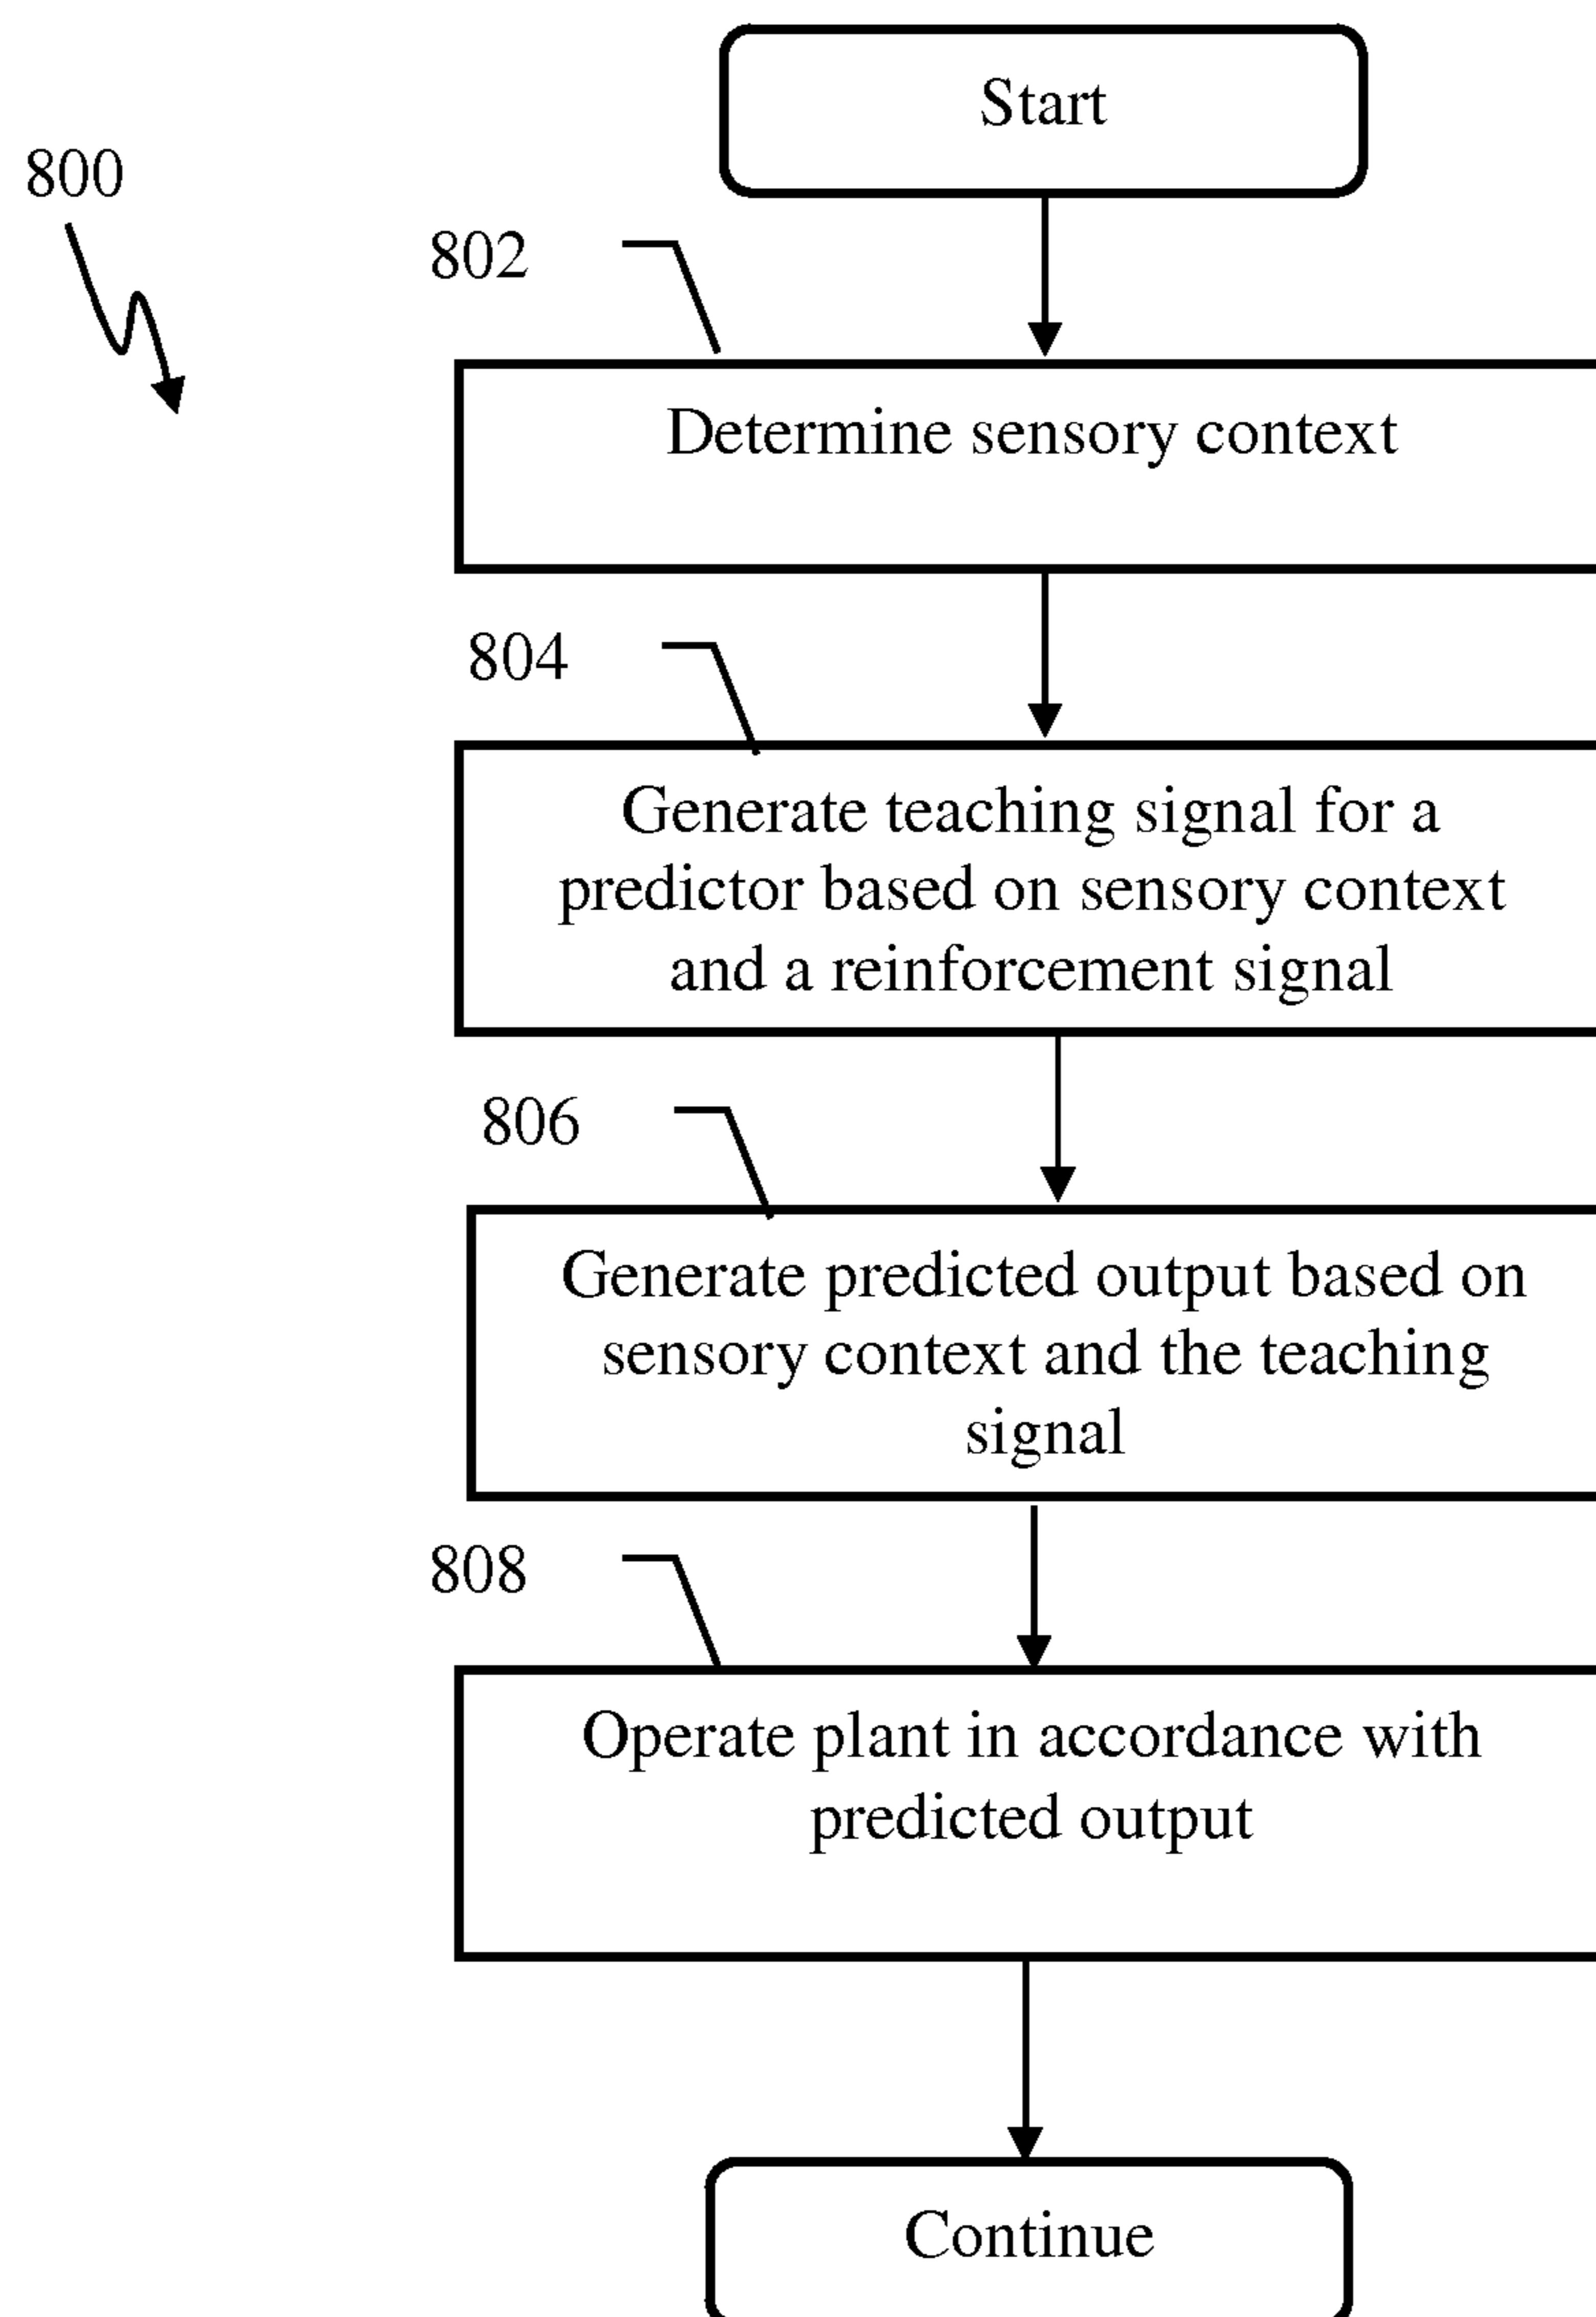 Start
800
802
Determine sensory context
804
Generate teaching signal for a
predictor based on sensory context
and a reinforcement signal
806
Generate predicted output based on
sensory context and the teaching
signal
808
Operate plant in accordance with
predicted output
Continue